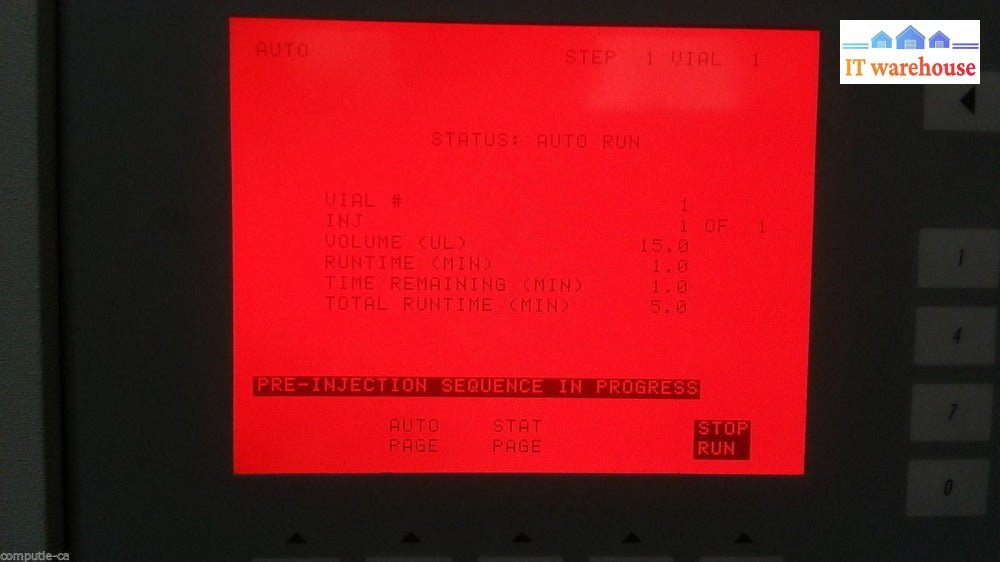 IT warehouse
AUTO STEP 1 VIAL 1
STATUS: AUTO RUN
VIAL # 1
INJ 1 OF 1
VOLUME (UL) 15.0
RUNTIME (MIN) 1.0
TIME REMAINING (MIN) 1.0
TOTAL RUNTIME (MIN) 5.0
PRE-INJECTION SEQUENCE IN PROGRESS
AUTO STAT STOP
PAGE PAGE RUN
1
4
7
0
computie-ca